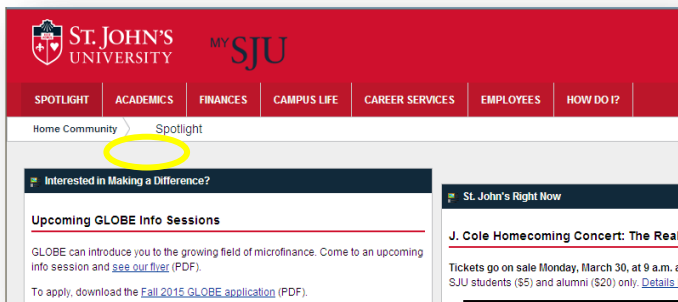 ST. JOHN'S
UNIVERSITY
MY SJU
SPOTLIGHT ACADEMICS FINANCES CAMPUS LIFE CAREER SERVICES EMPLOYEES HOW DO I?
Home Community Spotlight
Interested in Making a Difference?
Upcoming GLOBE Info Sessions
GLOBE can introduce you to the growing field of microfinance. Come to an upcoming
info session and see our flyer (PDF).
To apply, download the Fall 2015 GLOBE application (PDF).
St. John's Right Now
J. Cole Homecoming Concert: The Real
Tickets go on sale Monday, March 30, at 9 a.m.
SJU students ($5) and alumni ($20) only. Details